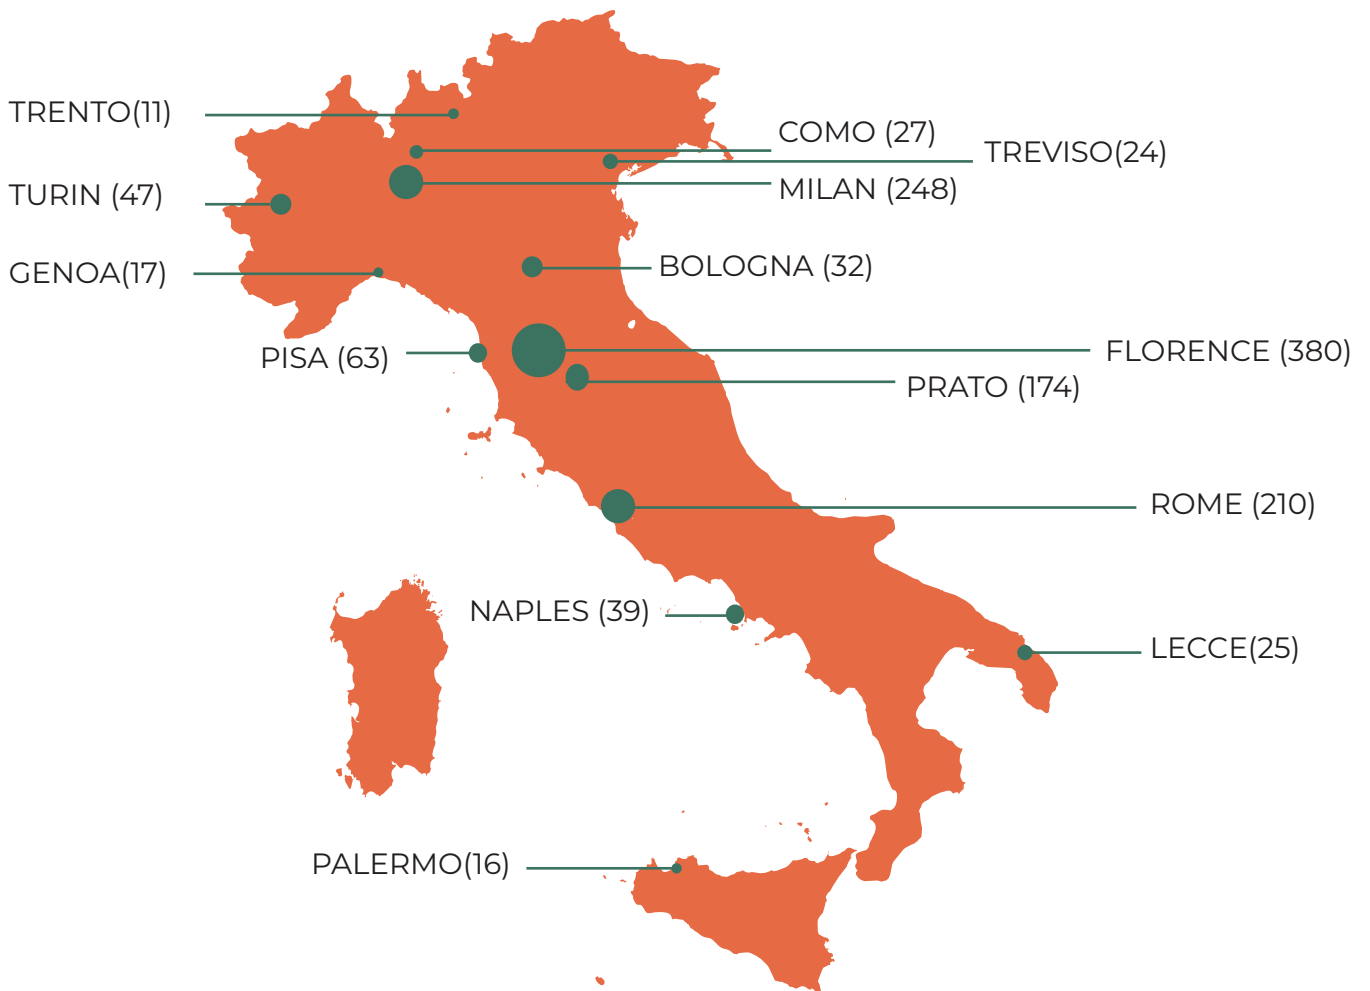 TRENTO(11)
COMO (27)
TREVISO(24)
TURIN (47)
MILAN (248)
GENOA(17)
BOLOGNA (32)
PISA (63)
FLORENCE (380)
PRATO (174)
ROME (210)
NAPLES (39)
LECCE(25)
PALERMO(16)